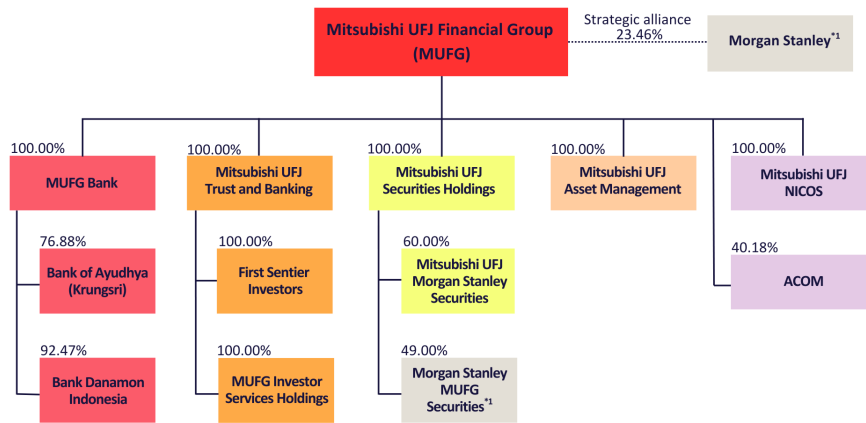 Mitsubishi UFJ Financial Group
(MUFG)
Strategic alliance
23.46%
Morgan Stanley*1
100.00%
MUFG Bank
100.00%
Mitsubishi UFJ
Trust and Banking
100.00%
Mitsubishi UFJ
Securities Holdings
100.00%
Mitsubishi UFJ
Asset Management
100.00%
Mitsubishi UFJ
NICOS
76.88%
Bank of Ayudhya
(Krungsri)
100.00%
First Sentier
Investors
60.00%
Mitsubishi UFJ
Morgan Stanley
Securities
40.18%
ACOM
92.47%
Bank Danamon
Indonesia
100.00%
MUFG Investor
Services Holdings
49.00%
Morgan Stanley
MUFG
Securities*1